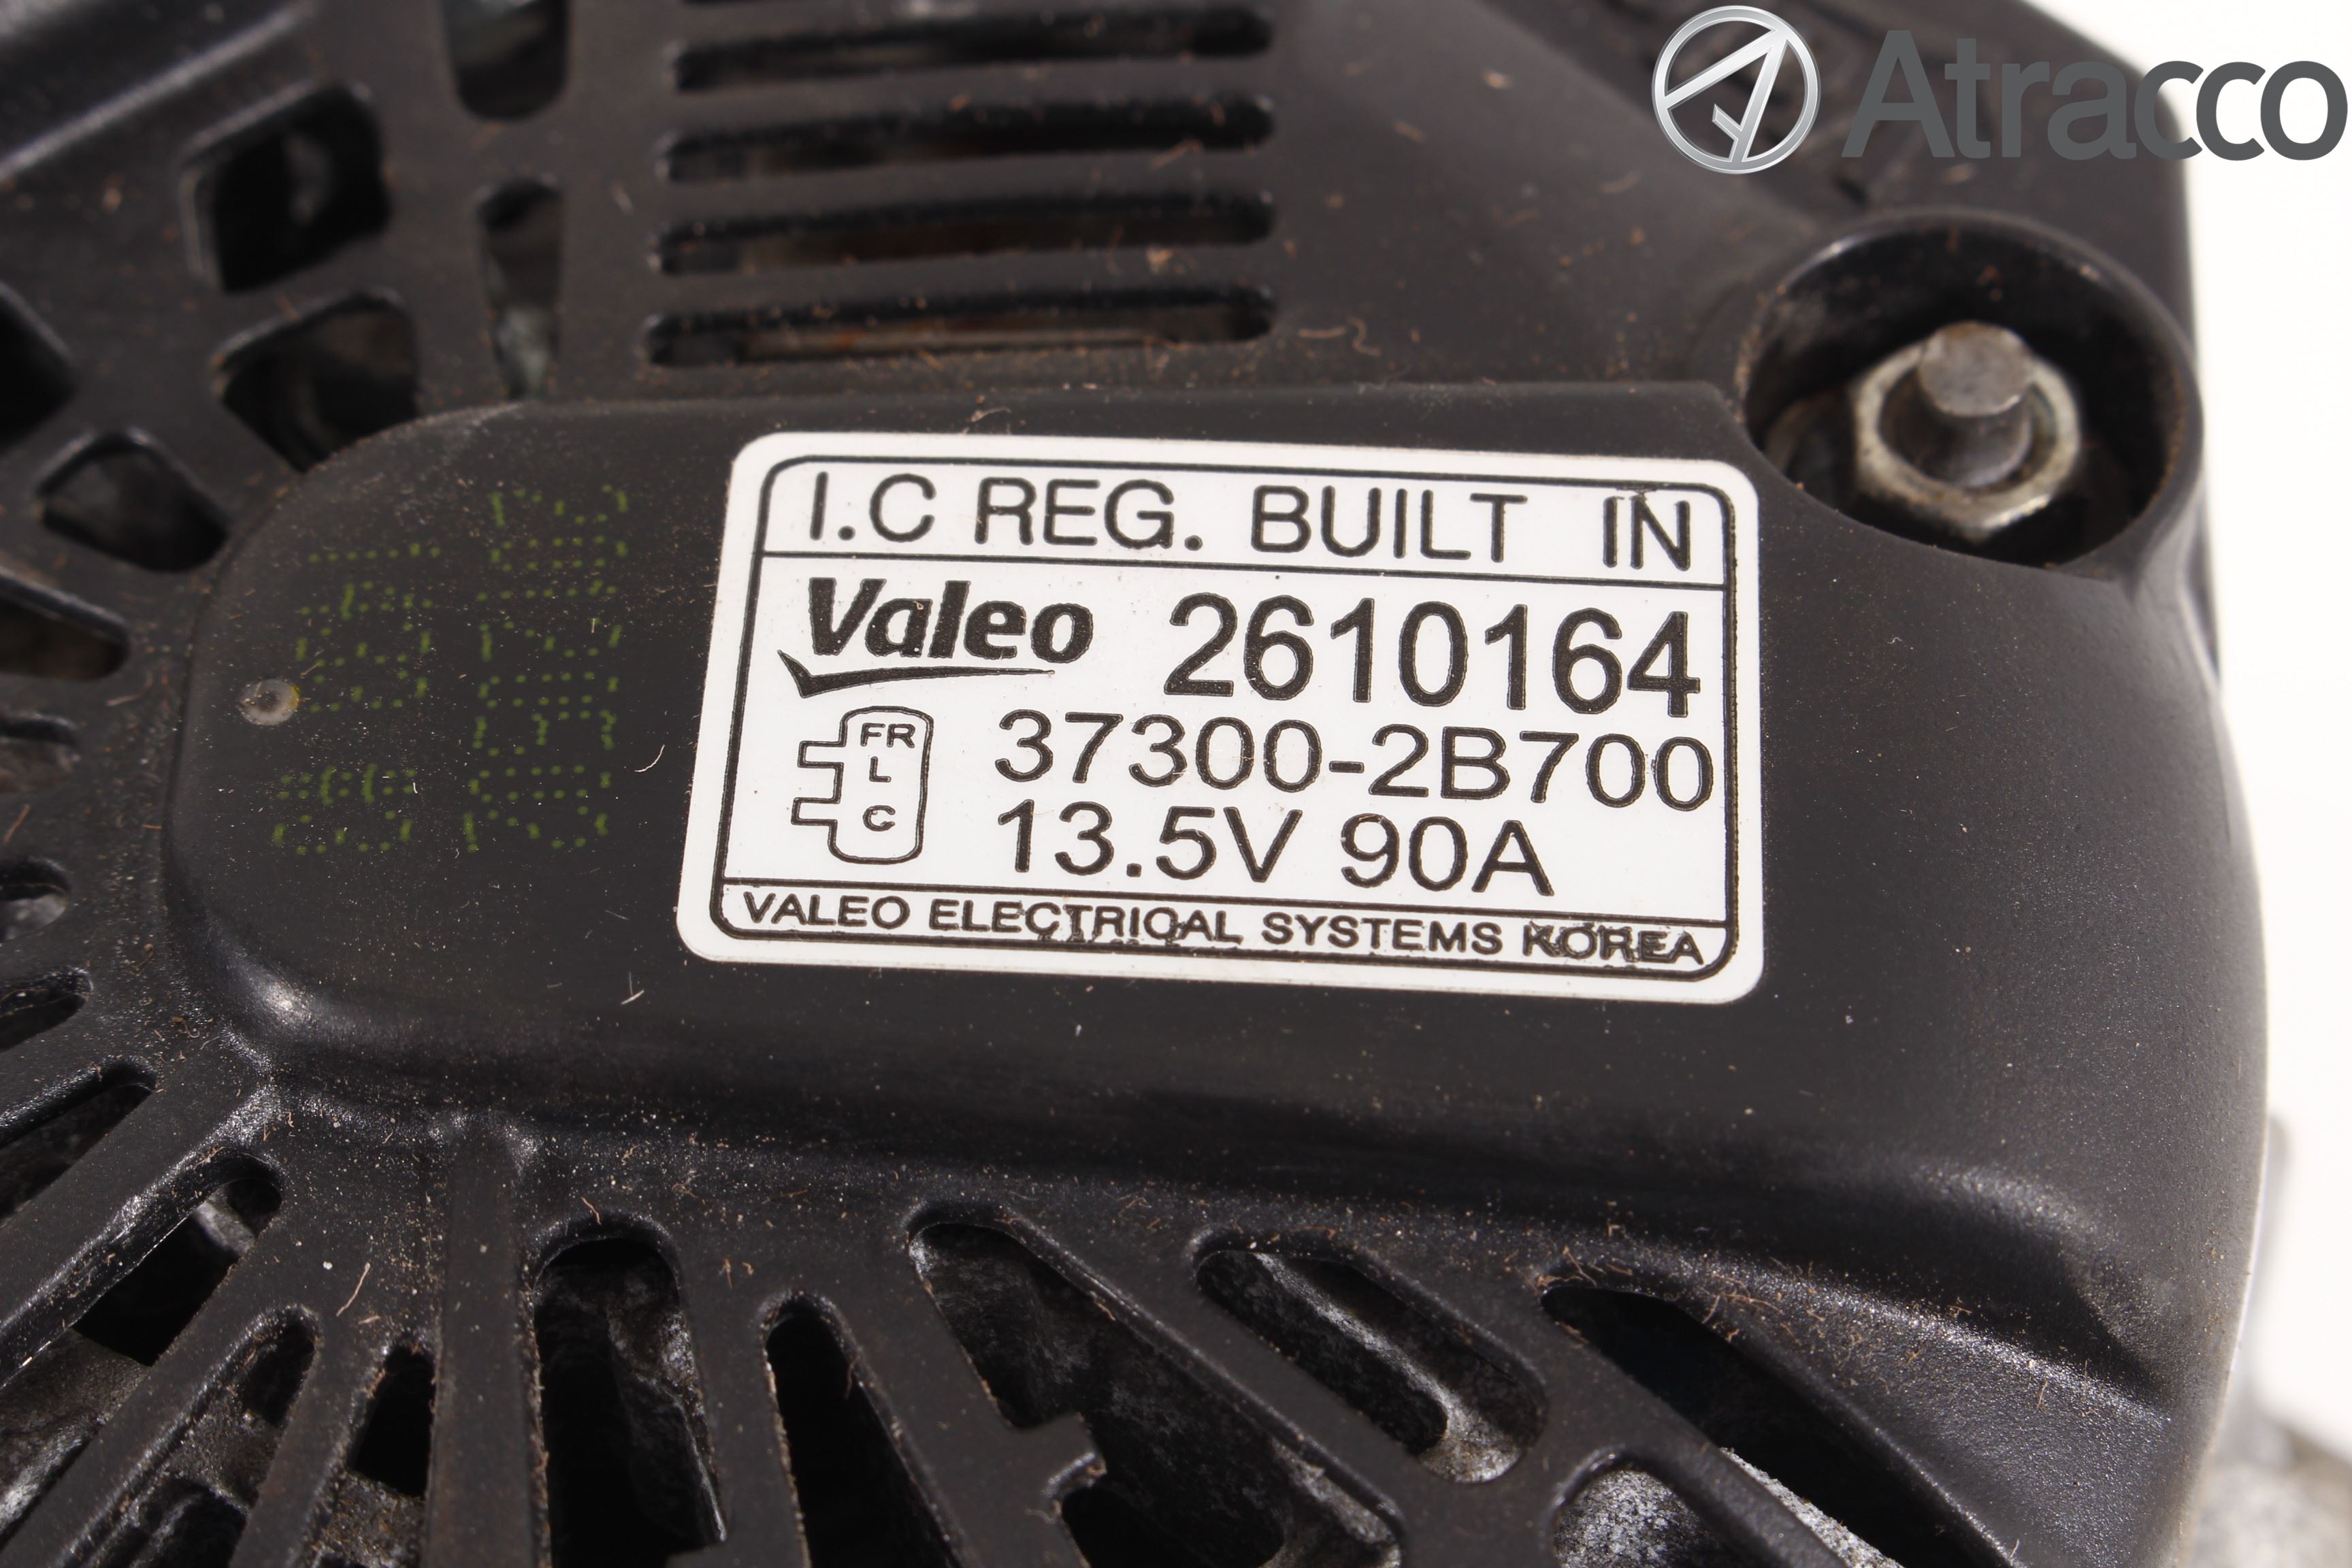 Atracco
I.C REG. BUILT IN
Valeo 2610164
FR
L
C
37300-2B700
13.5V 90A
VALEO ELECTRICAL SYSTEMS KOREA